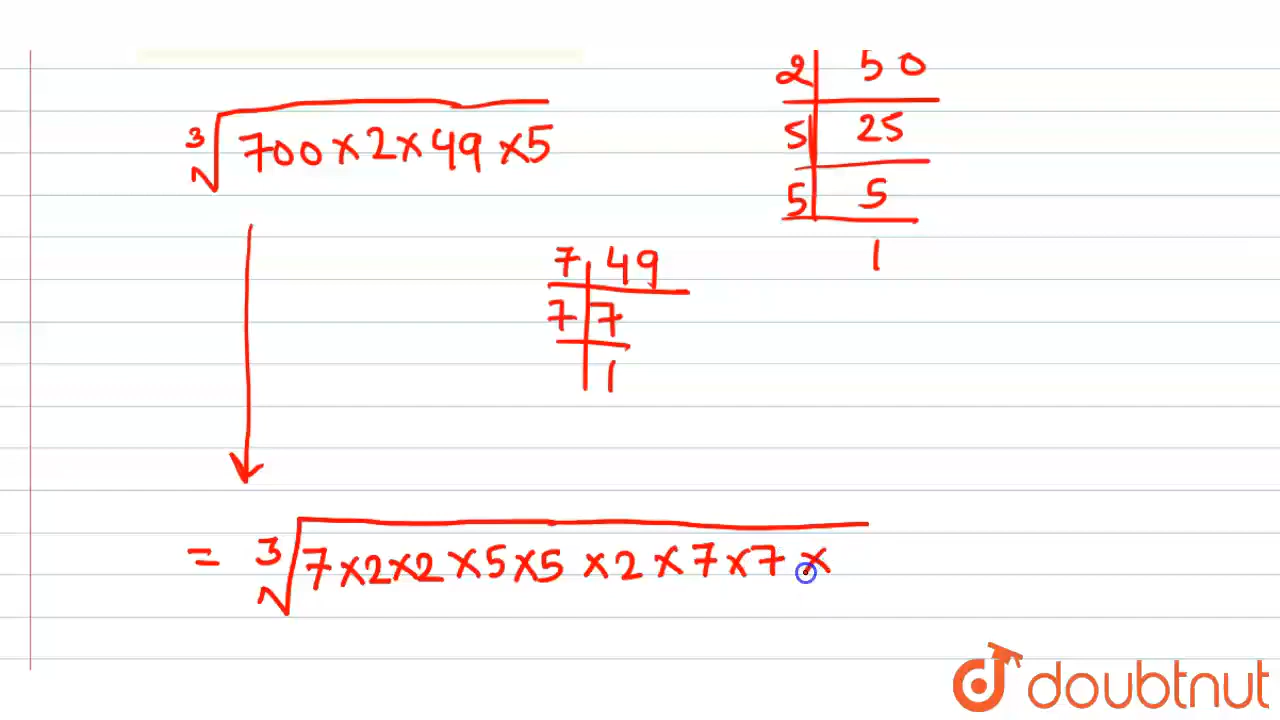 2 | 50
∛700×2×49×5
5 | 25
5 | 5
1
7 | 49
7 | 7
1
= ∛7×2×2×5×5×2×7×7×
doubtnut